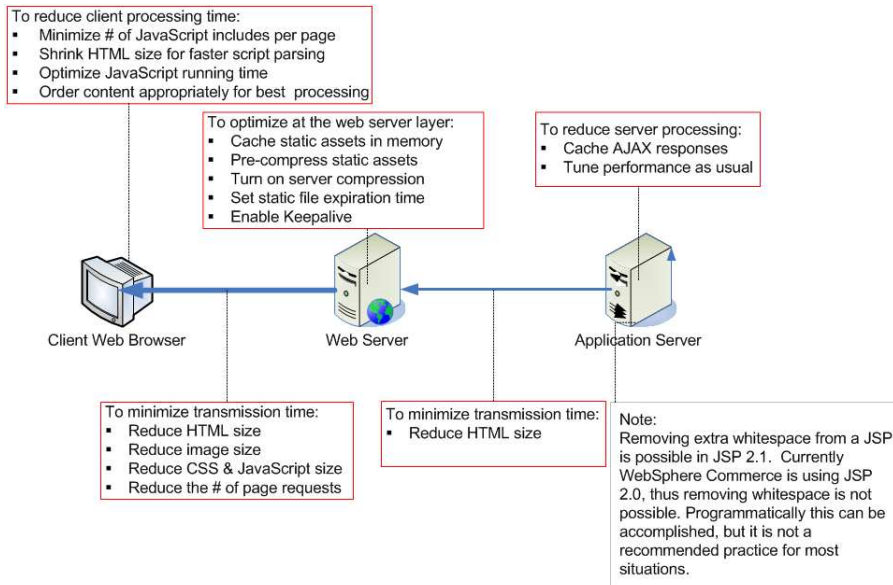 To reduce client processing time:
▪ Minimize # of JavaScript includes per page
▪ Shrink HTML size for faster script parsing
▪ Optimize JavaScript running time
▪ Order content appropriately for best processing
To optimize at the web server layer:
▪ Cache static assets in memory
▪ Pre-compress static assets
▪ Turn on server compression
▪ Set static file expiration time
▪ Enable Keepalive
To reduce server processing:
▪ Cache AJAX responses
▪ Tune performance as usual
Client Web Browser
Web Server
Application Server
To minimize transmission time:
▪ Reduce HTML size
▪ Reduce image size
▪ Reduce CSS & JavaScript size
▪ Reduce the # of page requests
To minimize transmission time:
▪ Reduce HTML size
Note:
Removing extra whitespace from a JSP
is possible in JSP 2.1. Currently
WebSphere Commerce is using JSP
2.0, thus removing whitespace is not
possible. Programmatically this can be
accomplished, but it is not a
recommended practice for most
situations.